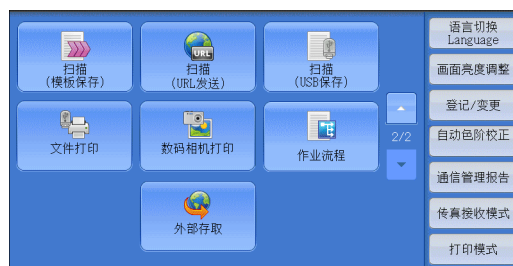 扫描
(模板保存)
URL
扫描
(URL发送)
扫描
(USB保存)
文件打印
数码相机打印
作业流程
外部存取
2/2
语言切换
Language
画面亮度调整
登记/变更
自动色阶校正
通信管理报告
传真接收模式
打印模式